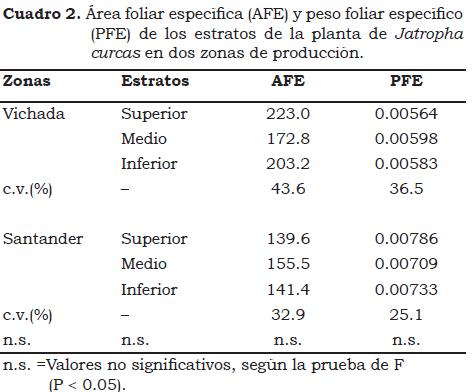 Cuadro 2. Área foliar especifica (AFE) y peso foliar especifico
(PFE) de los estratos de la planta de Jatropha
curcas en dos zonas de producción.
Zonas Estratos AFE PFE
Vichada Superior 223.0 0.00564
Medio 172.8 0.00598
Inferior 203.2 0.00583
c.v.(%) – 43.6 36.5
Santander Superior 139.6 0.00786
Medio 155.5 0.00709
Inferior 141.4 0.00733
c.v.(%) – 32.9 25.1
n.s. n.s. n.s. n.s.
n.s. =Valores no significativos, según la prueba de F
(P < 0.05).